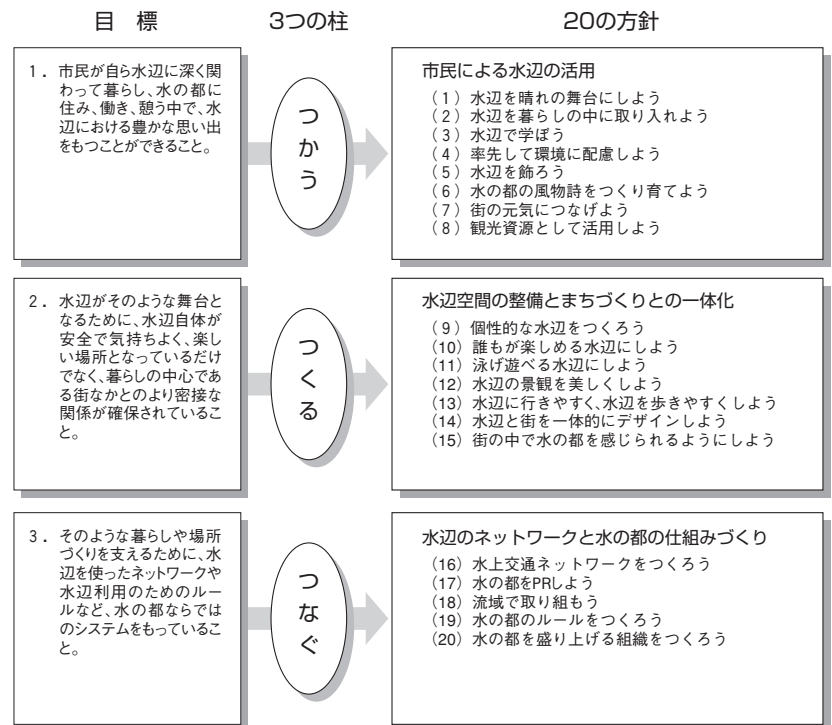 目　標
3つの柱
20の方針
1．市民が自ら水辺に深く関
わって暮らし、水の都に
住み、働き、憩う中で、水
辺における豊かな思い出
をもつことができること。
つかう
市民による水辺の活用
（1）水辺を晴れの舞台にしよう
（2）水辺を暮らしの中に取り入れよう
（3）水辺で学ぼう
（4）率先して環境に配慮しよう
（5）水辺を飾ろう
（6）水の都の風物詩をつくり育てよう
（7）街の元気につなげよう
（8）観光資源として活用しよう
2．水辺がそのような舞台と
なるために、水辺自体が
安全で気持ちよく、楽し
い場所となっているだけ
でなく、暮らしの中心であ
る街なかとのより密接な
関係が確保されているこ
と。
つくる
水辺空間の整備とまちづくりとの一体化
（9）個性的な水辺をつくろう
（10）誰もが楽しめる水辺にしよう
（11）泳げ遊べる水辺にしよう
（12）水辺の景観を美しくしよう
（13）水辺に行きやすく、水辺を歩きやすくしよう
（14）水辺と街を一体的にデザインしよう
（15）街の中で水の都を感じられるようにしよう
3．そのような暮らしや場所
づくりを支えるために、水
辺を使ったネットワークや
水辺利用のためのルー
ルなど、水の都ならでは
のシステムをもっているこ
と。
つなぐ
水辺のネットワークと水の都の仕組みづくり
（16）水上交通ネットワークをつくろう
（17）水の都をPRしよう
（18）流域で取り組もう
（19）水の都のルールをつくろう
（20）水の都を盛り上げる組織をつくろう